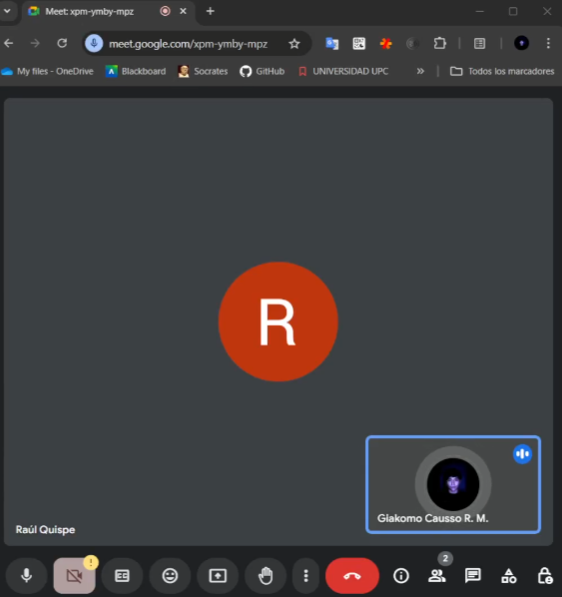 Meet: xpm-ymby-mpz
meet.google.com/xpm-ymby-mpz
My files - OneDrive
Blackboard
Socrates
GitHub
UNIVERSIDAD UPC
»
Todos los marcadores
R
Giakomo Causso R. M.
Raúl Quispe
!
2